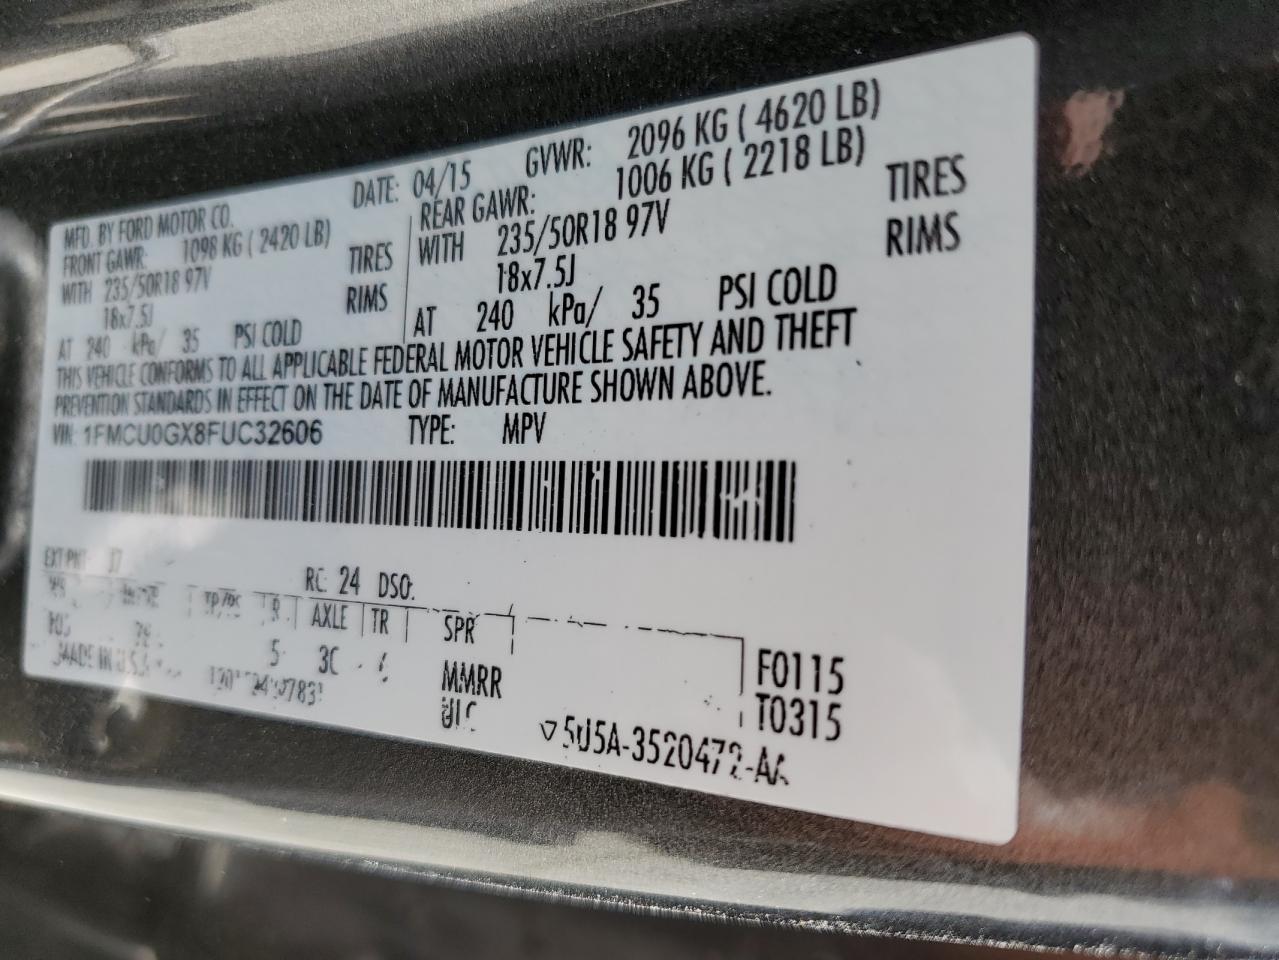 MFD. BY FORD MOTOR CO.
DATE: 04/15 GVWR: 2096 KG ( 4620 LB)
FRONT GAWR: 1098 KG ( 2420 LB)
WITH 235/50R18 97V TIRES
18x7.5J RIMS
AT 240 kPa/ 35 PSI COLD
REAR GAWR: 1006 KG ( 2218 LB)
WITH 235/50R18 97V TIRES
18x7.5J RIMS
AT 240 kPa/ 35 PSI COLD
THIS VEHICLE CONFORMS TO ALL APPLICABLE FEDERAL MOTOR VEHICLE SAFETY AND THEFT
PREVENTION STANDARDS IN EFFECT ON THE DATE OF MANUFACTURE SHOWN ABOVE.
VIN: 1FMCU0GX8FUC32606 TYPE: MPV
EXT PNT: RC: 24 DSO:
AXLE TR SPR
5 MMRR F0115
MADE IN U.S.A. T0315